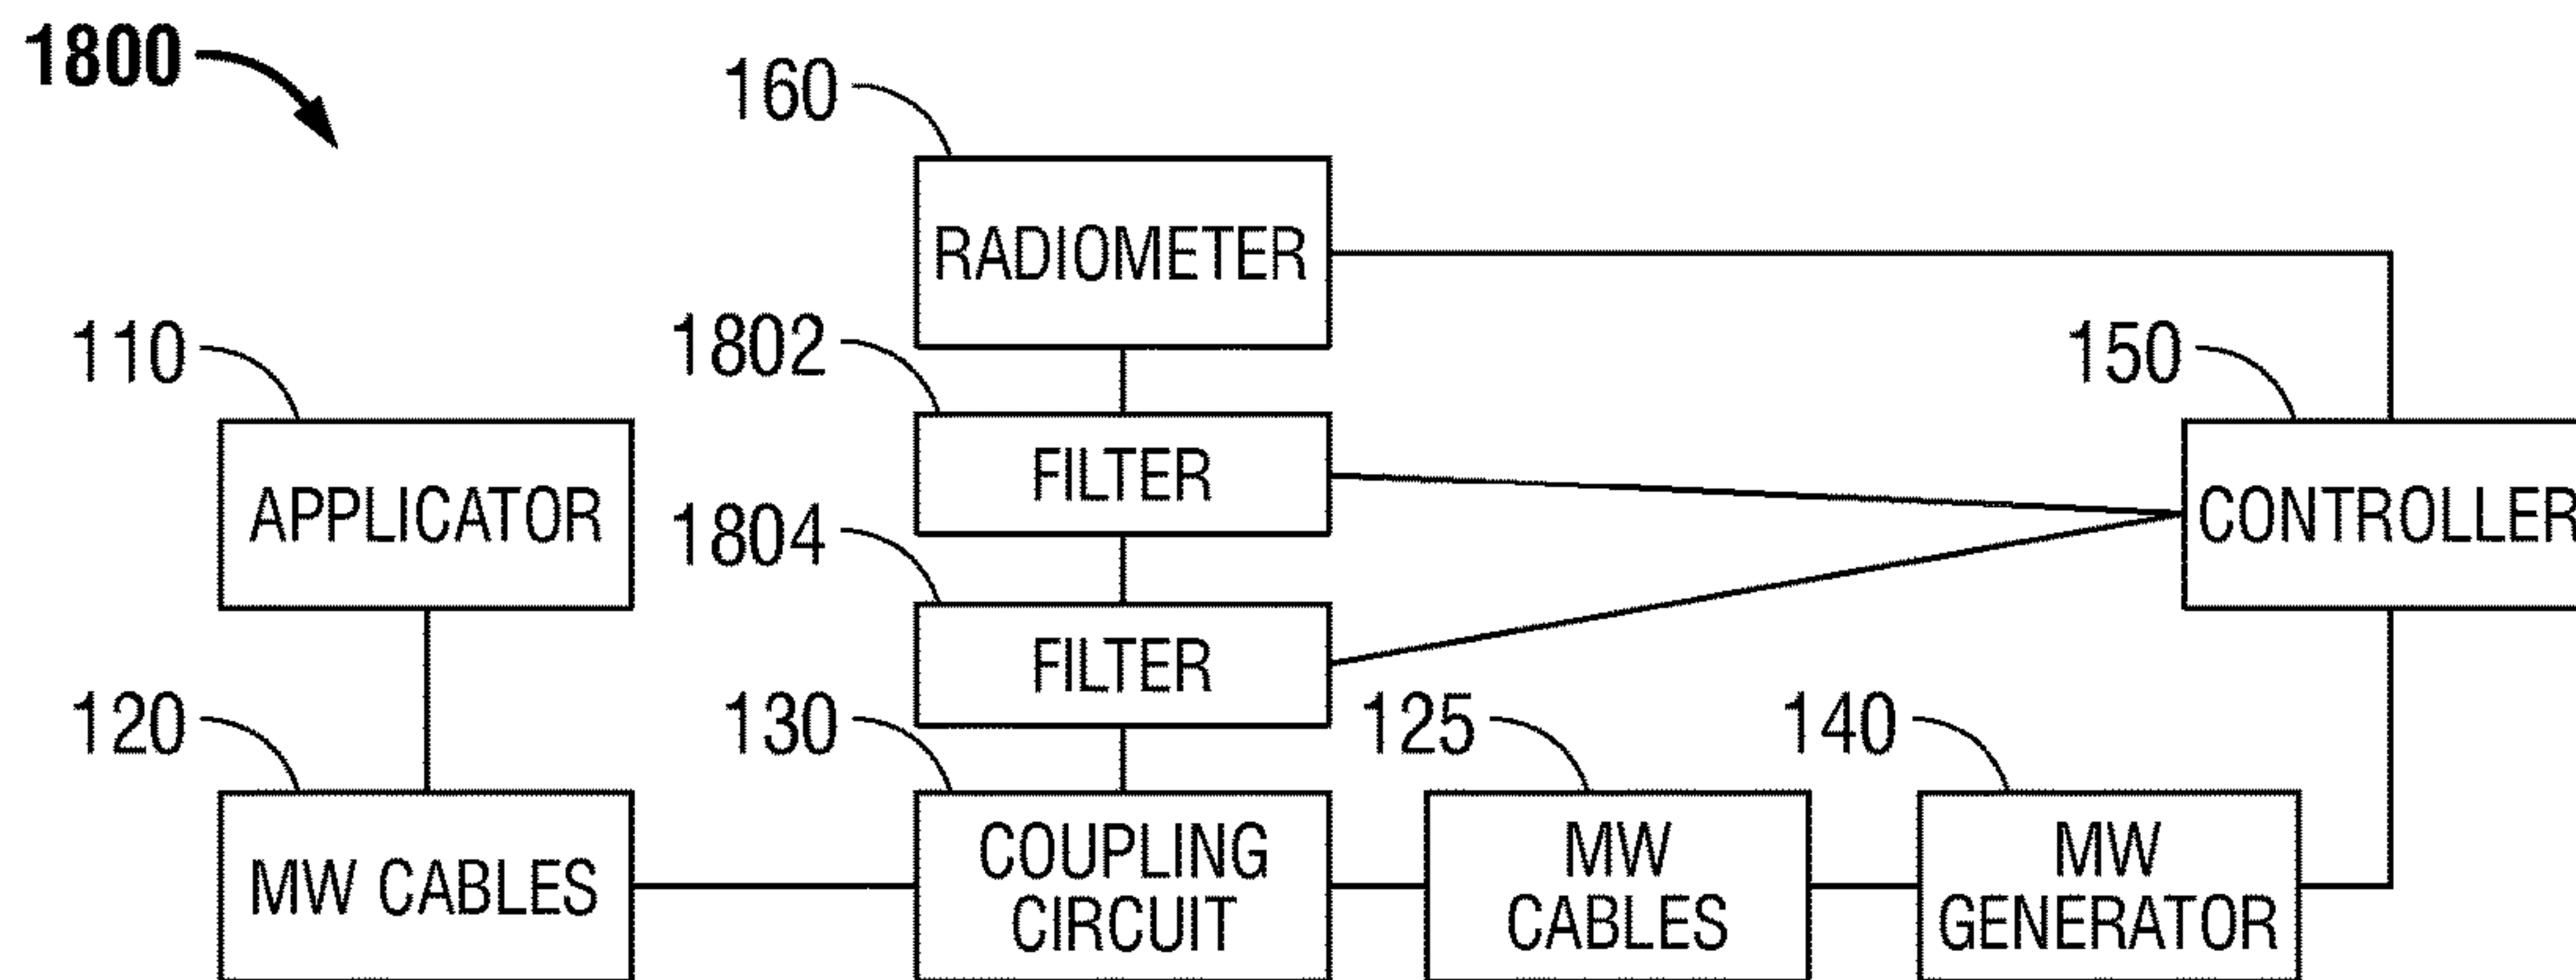 1800
160
RADIOMETER
1802
110
150
FILTER
APPLICATOR
CONTROLLER
1804
FILTER
120
130
125
140
MW CABLES
COUPLING
CIRCUIT
MW
CABLES
MW
GENERATOR